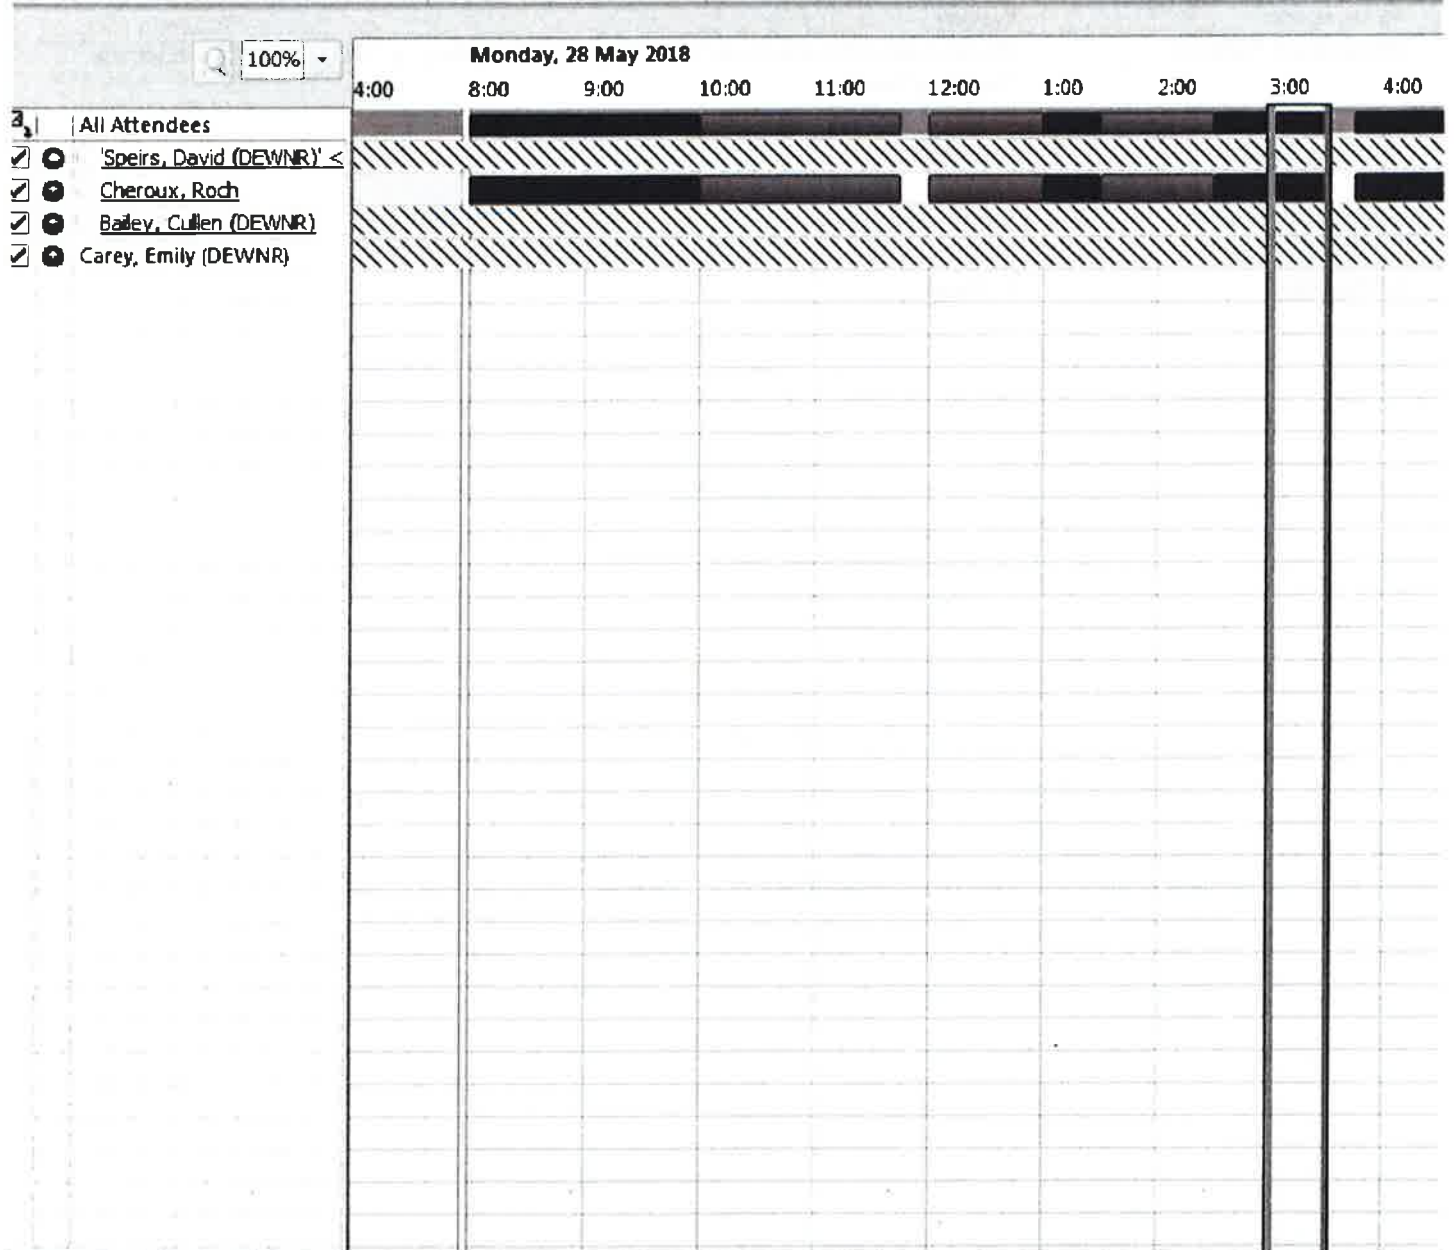 100%
Monday, 28 May 2018
4:00 8:00 9:00 10:00 11:00 12:00 1:00 2:00 3:00 4:00
All Attendees
'Speirs, David (DEWNR)' <
Cheroux, Roch
Bailey, Cullen (DEWNR)
Carey, Emily (DEWNR)